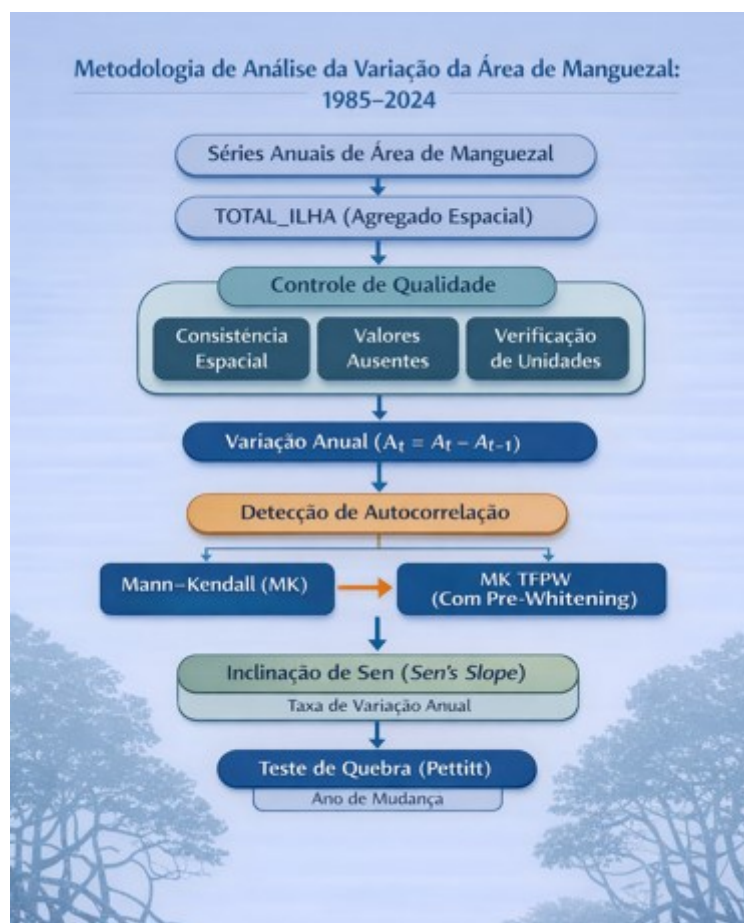 Metodologia de Análise da Variação da Área de Manguezal:
1985–2024
Séries Anuais de Área de Manguezal
TOTAL_ILHA (Agregado Espacial)
Controle de Qualidade
Consisténcia
Espacial
Valores
Ausentes
Verificação
de Unidades
Variação Anual (Aₜ = Aₜ − Aₜ₋₁)
Detecção de Autocorrelação
Mann–Kendall (MK)
MK TFPW
(Com Pre-Whitening)
Inclinação de Sen (Sen's Slope)
Taxa de Variação Anual
Teste de Quebra (Pettitt)
Ano de Mudança